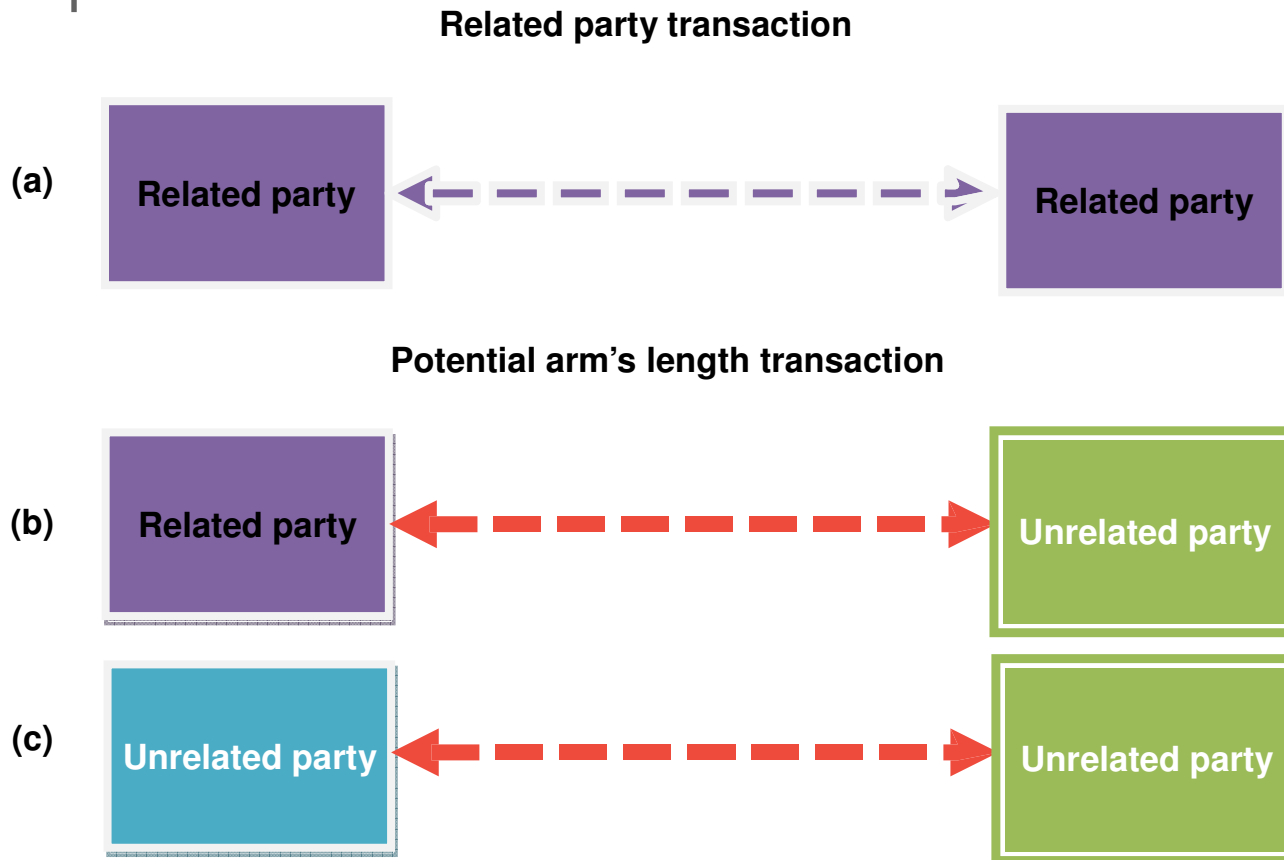 Related party transaction
(a)
Related party
Related party
Potential arm's length transaction
(b)
Related party
Unrelated party
(c)
Unrelated party
Unrelated party